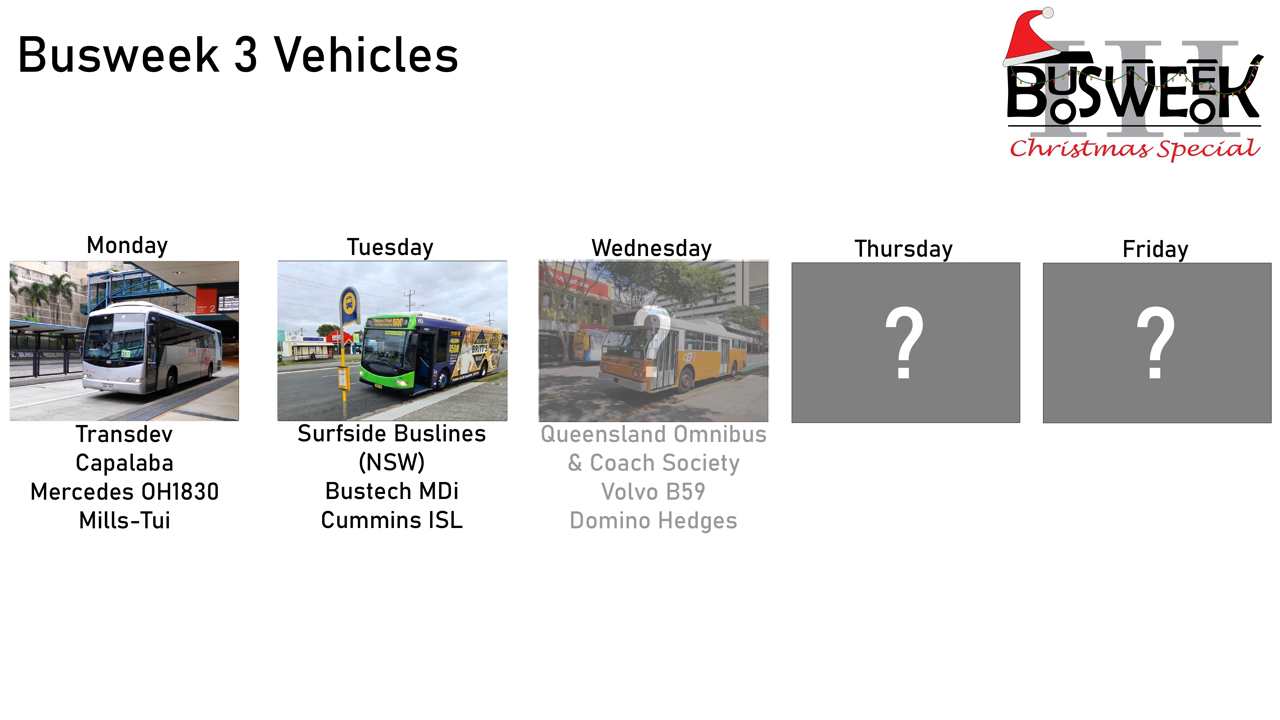 Busweek 3 Vehicles
III
BUSWEEK
Christmas Special
Monday
Tuesday
Wednesday
Thursday
Friday
?
?
?
Transdev
Capalaba
Mercedes OH1830
Mills-Tui
Surfside Buslines
(NSW)
Bustech MDi
Cummins ISL
Queensland Omnibus
& Coach Society
Volvo B59
Domino Hedges